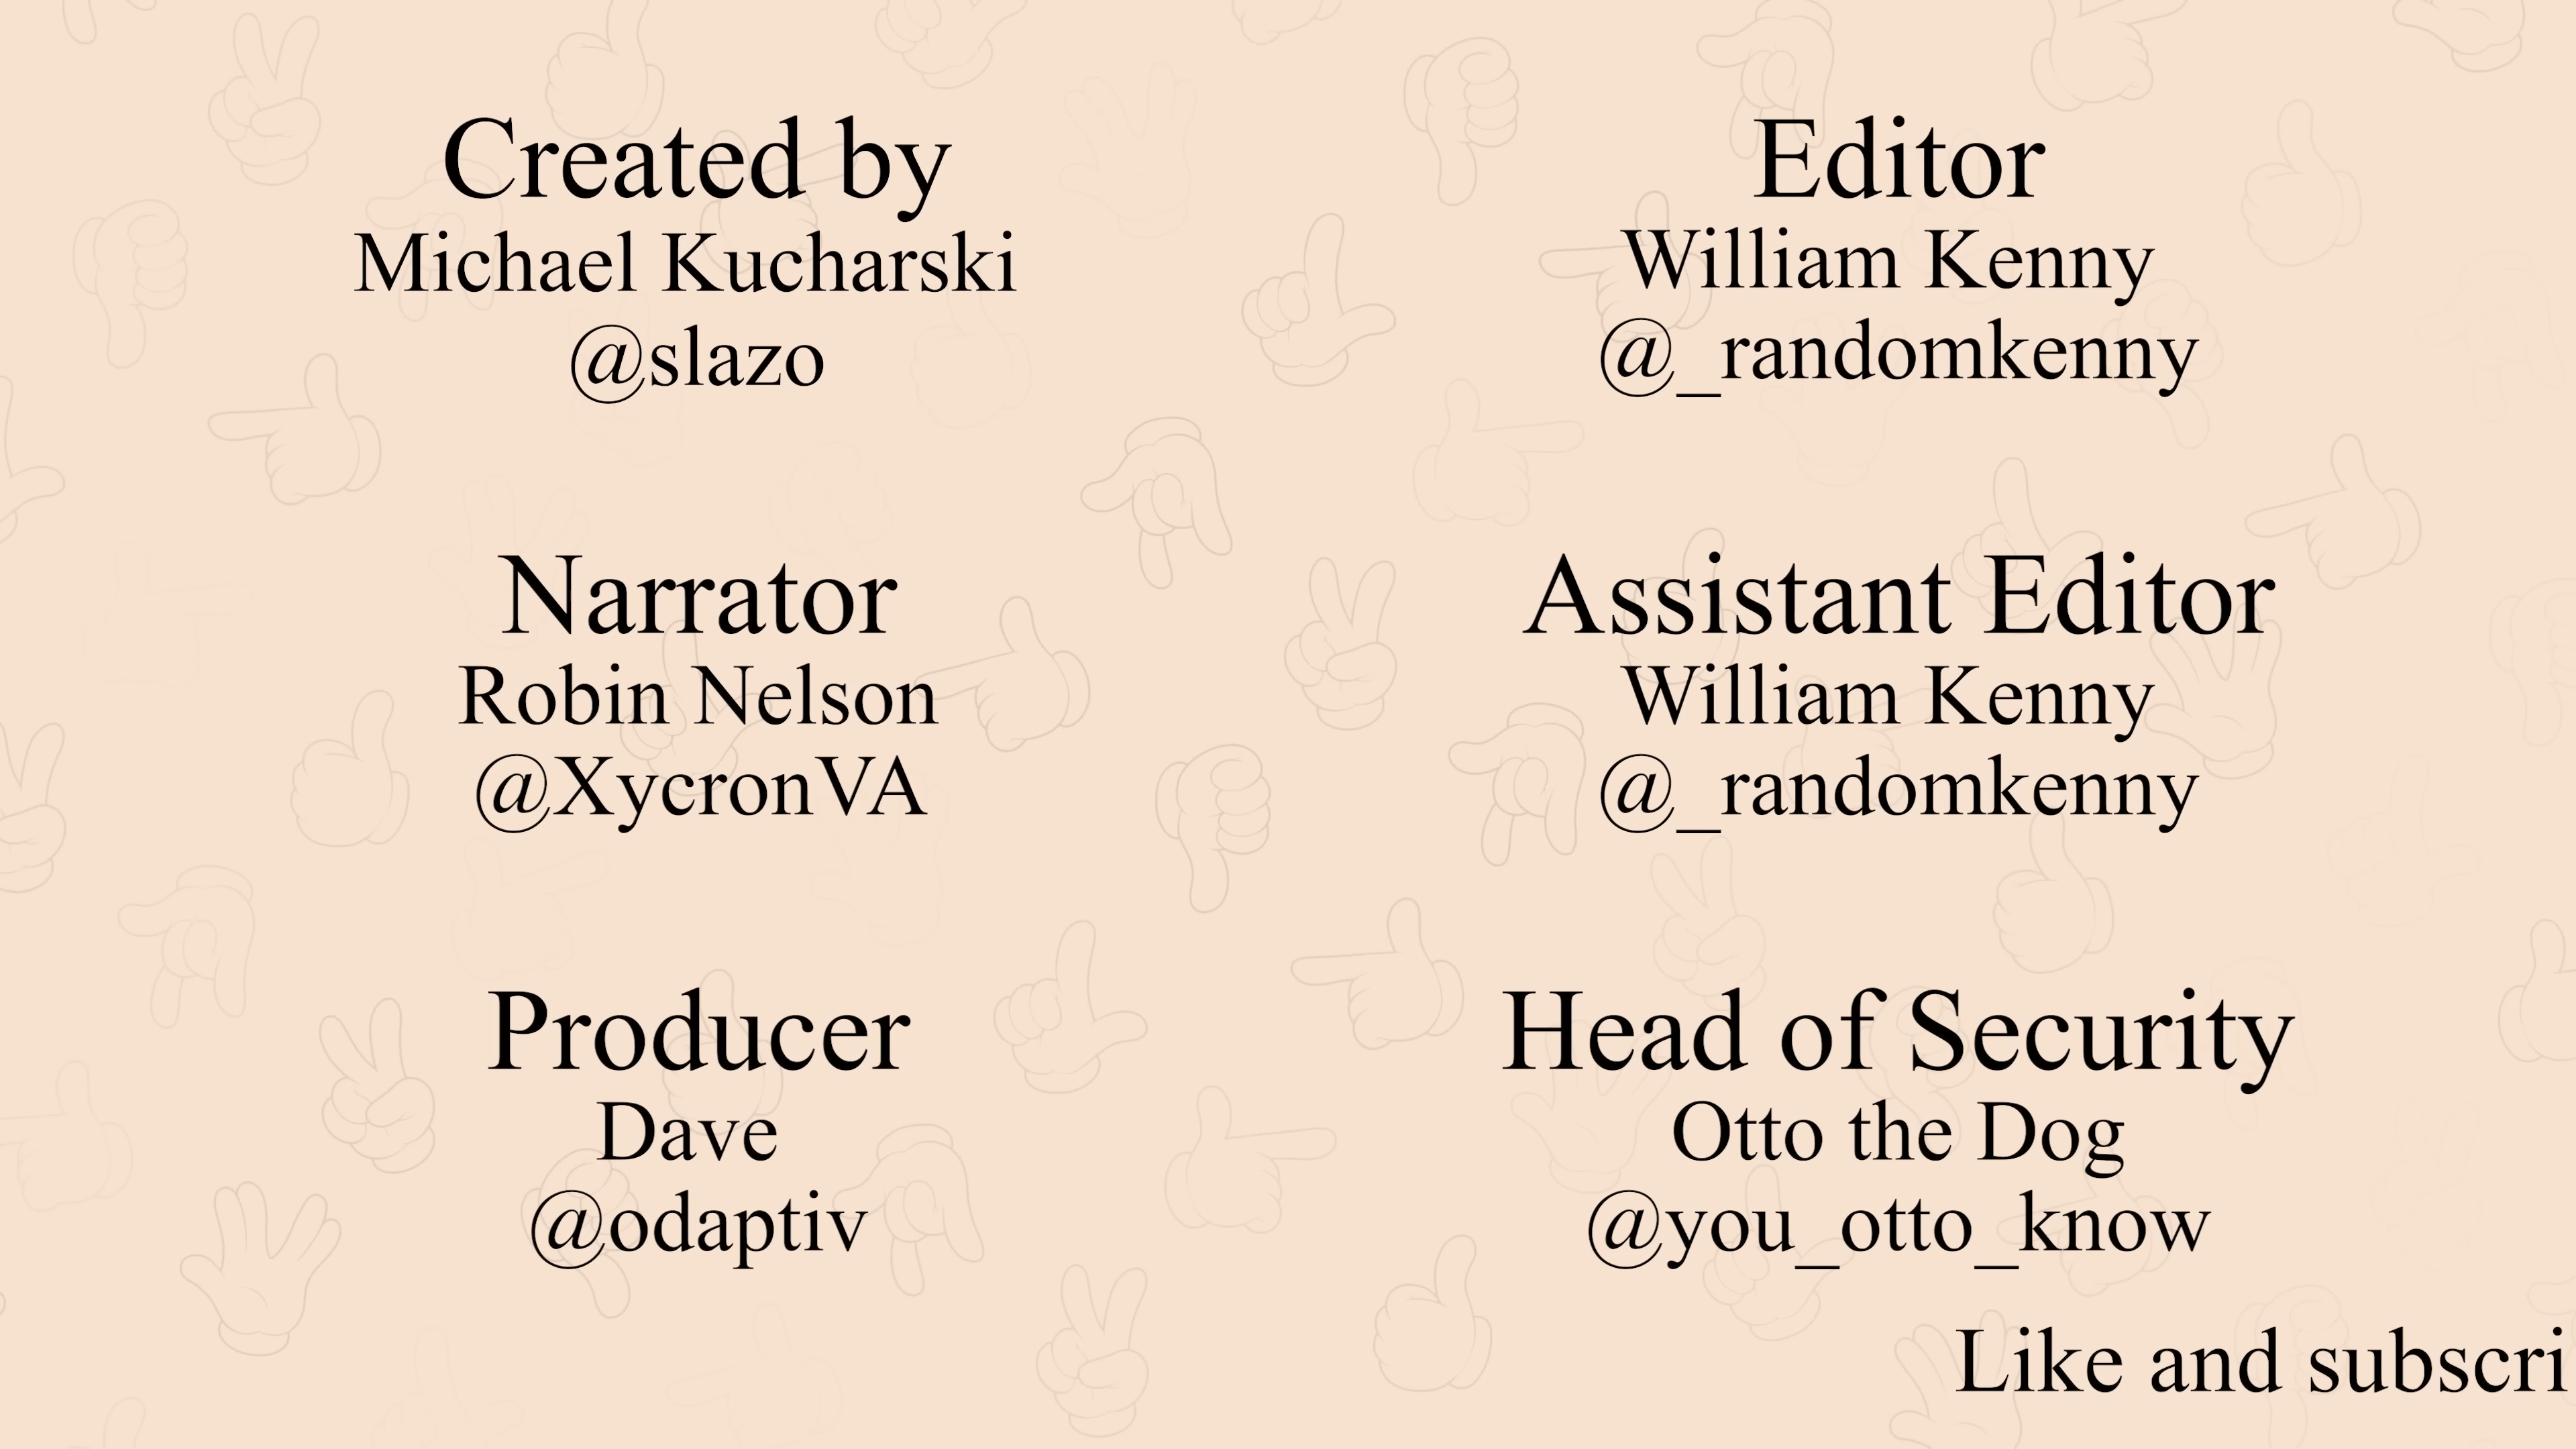 Created by
Michael Kucharski
@slazo
Editor
William Kenny
@_randomkenny
Narrator
Robin Nelson
@XycronVA
Assistant Editor
William Kenny
@_randomkenny
Producer
Dave
@odaptiv
Head of Security
Otto the Dog
@you_otto_know
Like and subscri